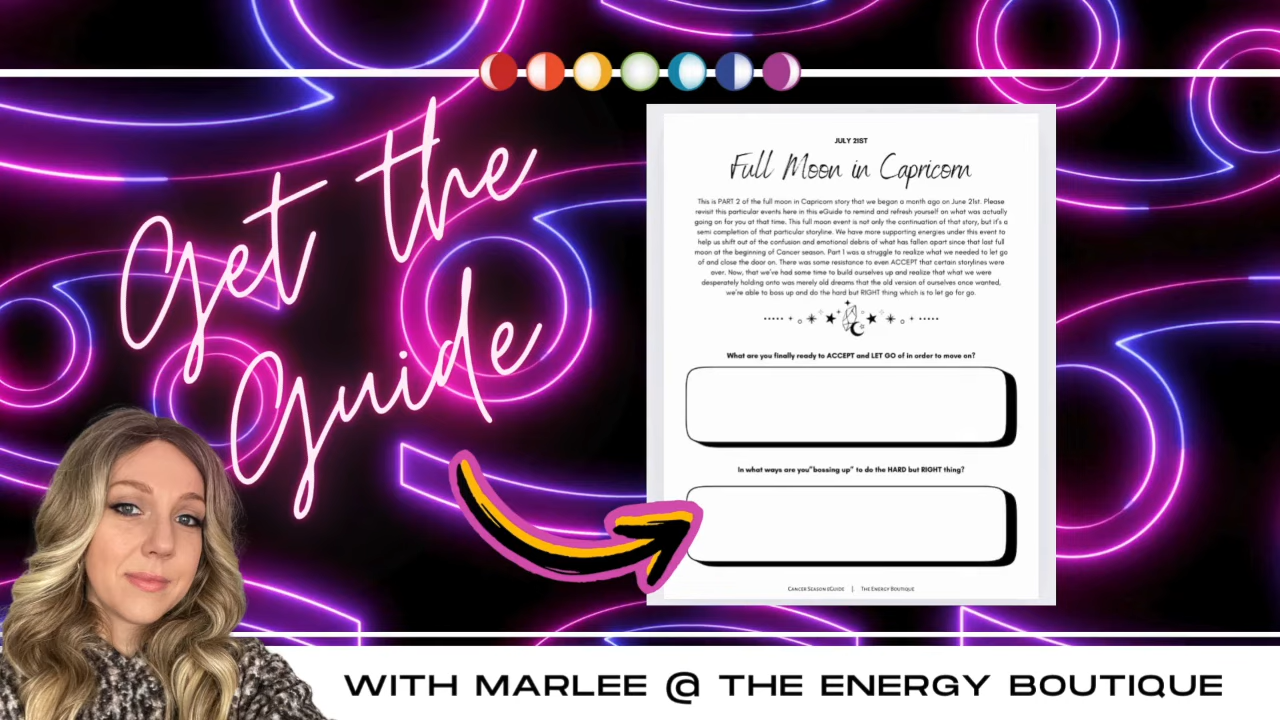 Get the
Guide
JULY 21ST
Full Moon in Capricorn
This is PART 2 of the full moon in Capricorn story that we began a month ago on June 21st. Please
revisit this particular events here in this eGuide to remind and refresh yourself on what was actually
going on for you at that time. This full moon event is not only the continuation of that story, but it's a
semi completion of that particular storyline. We have more supporting energies under this event to
help us shift out of the confusion and emotional debris of what has fallen apart since that last full
moon at the beginning of Cancer season. Part 1 was a struggle to realize what we needed to let go
of and close the door on. There was some resistance to even ACCEPT that certain storylines were
over. Now, that we've had some time to build ourselves up and realize that what we were
desperately holding onto was merely old dreams that the old version of ourselves once wanted,
we're able to boss up and do the hard but RIGHT thing which is to let go for go.
What are you finally ready to ACCEPT and LET GO of in order to move on?
In what ways are you"bossing up" to do the HARD but RIGHT thing?
Cancer Season eGuide | The Energy Boutique
WITH MARLEE @ THE ENERGY BOUTIQUE